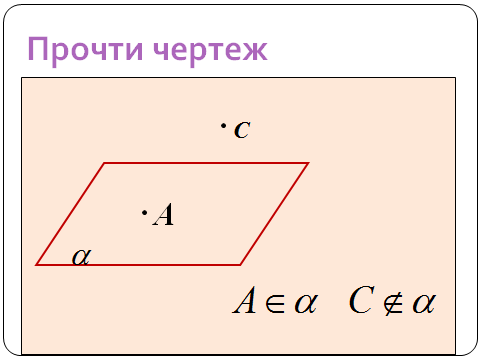 Прочти чертеж
· C
· A
α
A ∈ α   C ∉ α